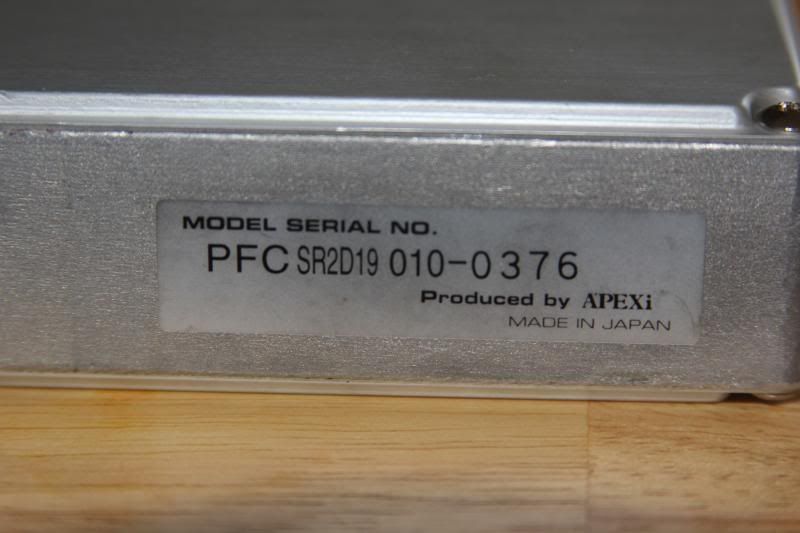 MODEL SERIAL NO.
PFC SR2D19 010-0376
Produced by APEXi
MADE IN JAPAN